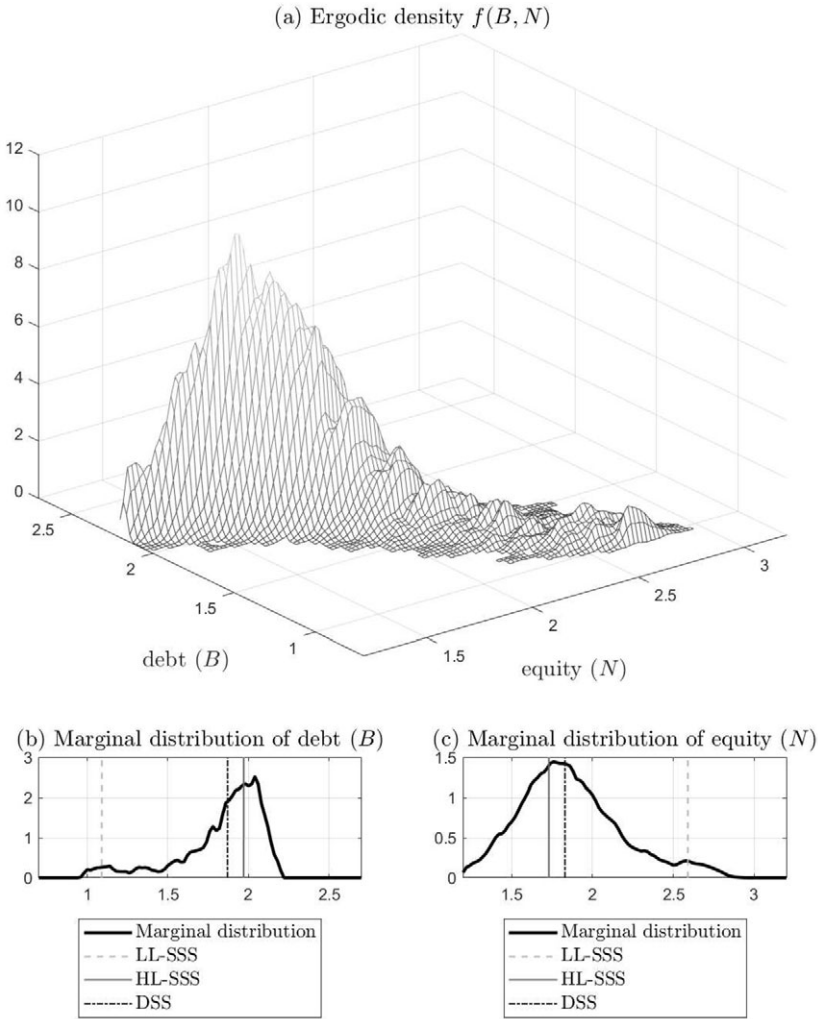 (a) Ergodic density f(B, N)
12
10
8
6
4
2
0
2.5
2
1.5
1
debt (B)
1.5
2
2.5
3
equity (N)
(b) Marginal distribution of debt (B)
3
2
1
0
1 1.5 2 2.5
Marginal distribution
LL-SSS
HL-SSS
DSS
(c) Marginal distribution of equity (N)
1.5
1
0.5
0
1.5 2 2.5 3
Marginal distribution
LL-SSS
HL-SSS
DSS